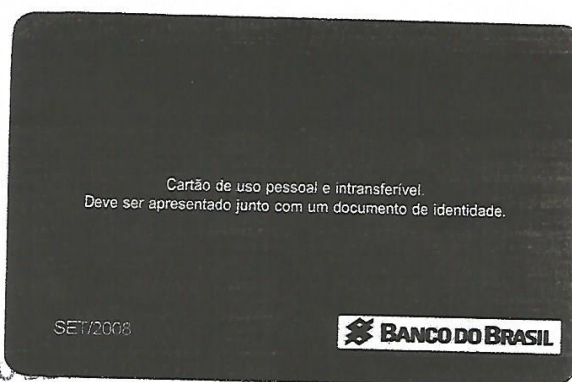 Cartão de uso pessoal e intransferível.
Deve ser apresentado junto com um documento de identidade.
SET/2008
BANCO DO BRASIL